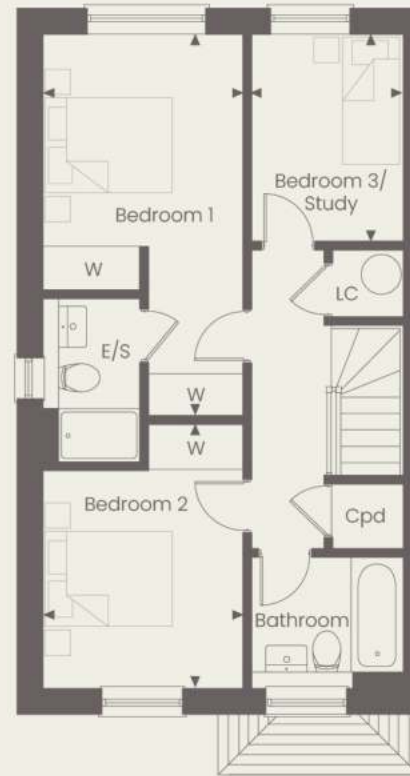 Bedroom 3/
Study
Bedroom 1
W
LC
E/S
W
W
Bedroom 2
Cpd
Bathroom